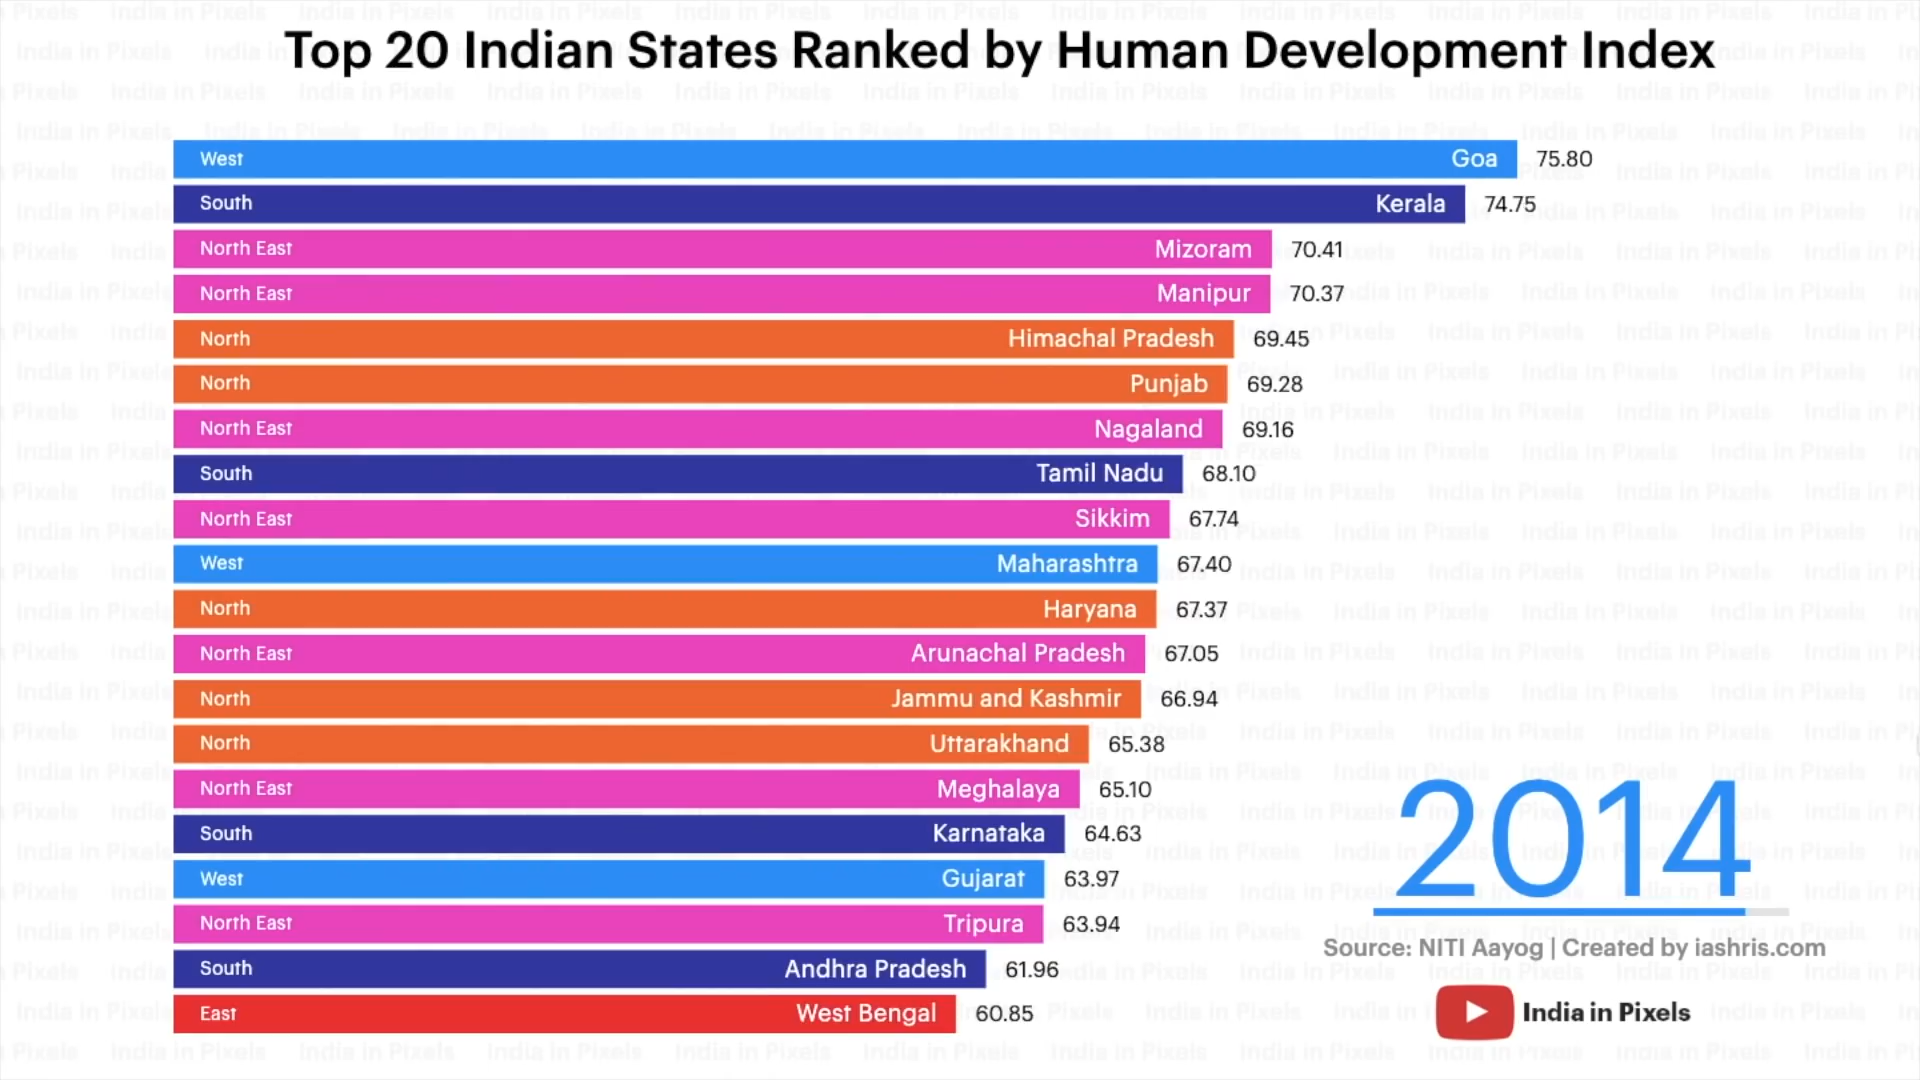 Top 20 Indian States Ranked by Human Development Index
West Goa 75.80
South Kerala 74.75
North East Mizoram 70.41
North East Manipur 70.37
North Himachal Pradesh 69.45
North Punjab 69.28
North East Nagaland 69.16
South Tamil Nadu 68.10
North East Sikkim 67.74
West Maharashtra 67.40
North Haryana 67.37
North East Arunachal Pradesh 67.05
North Jammu and Kashmir 66.94
North Uttarakhand 65.38
North East Meghalaya 65.10
South Karnataka 64.63
West Gujarat 63.97
North East Tripura 63.94
South Andhra Pradesh 61.96
East West Bengal 60.85
2014
Source: NITI Aayog | Created by iashris.com
India in Pixels